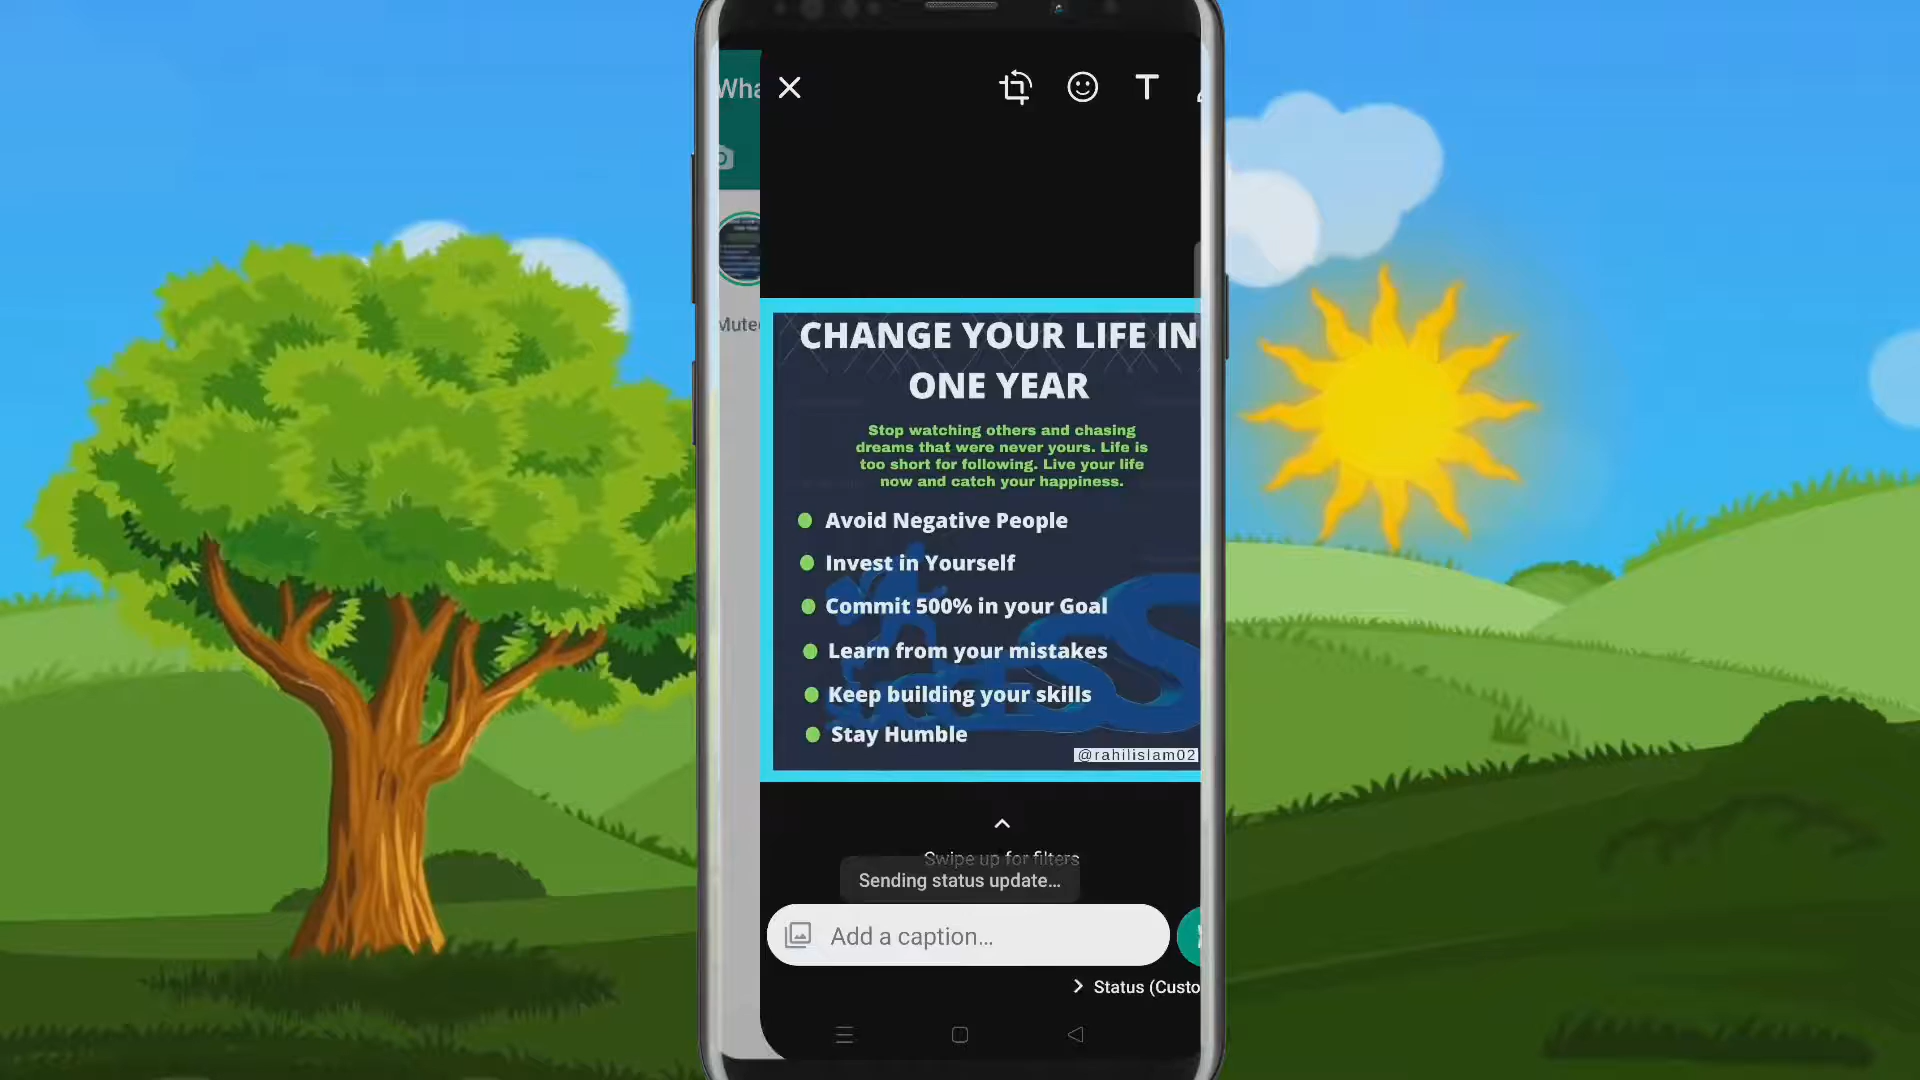 Wha
T
Mute
CHANGE YOUR LIFE IN
ONE YEAR
Stop watching others and chasing
dreams that were never yours. Life is
too short for following. Live your life
now and catch your happiness.
Avoid Negative People
Invest in Yourself
Commit 500% in your Goal
Learn from your mistakes
Keep building your skills
Stay Humble
@rahilislam02
Swipe up for filters
Sending status update...
Add a caption...
Status (Custo